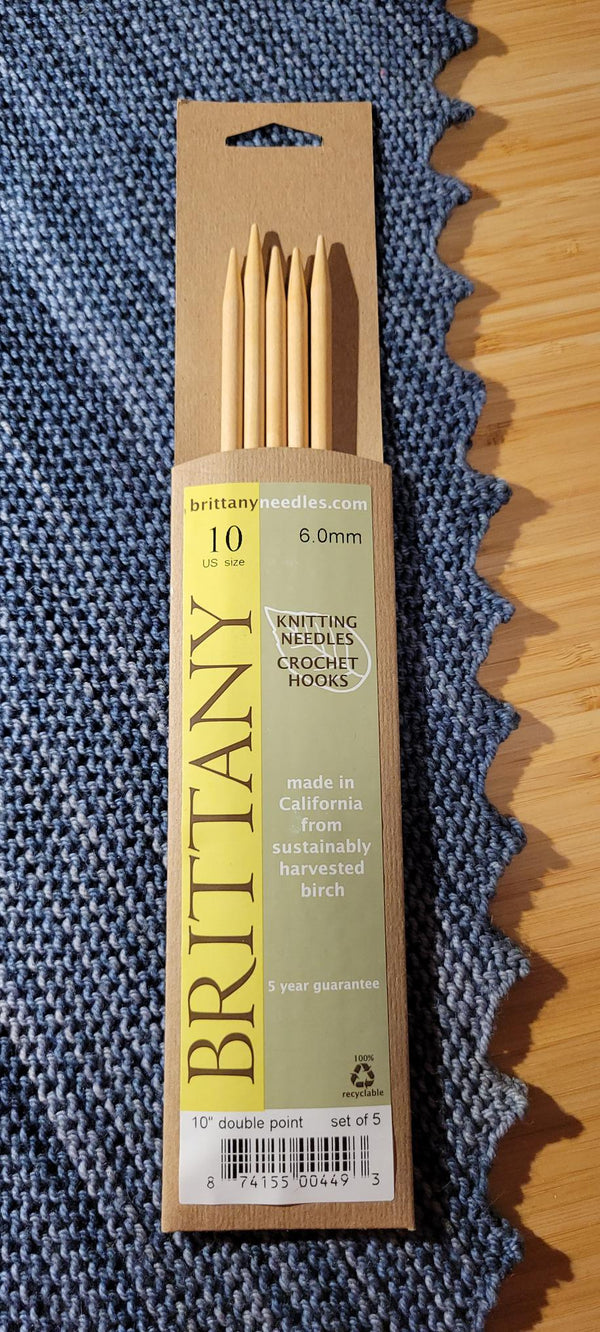 brittanyneedles.com
10
US size
6.0mm
BRITTANY
KNITTING
NEEDLES
CROCHET
HOOKS
made in
California
from
sustainably
harvested
birch
5 year guarantee
100%
recyclable
10" double point set of 5
8 74155 00449 3